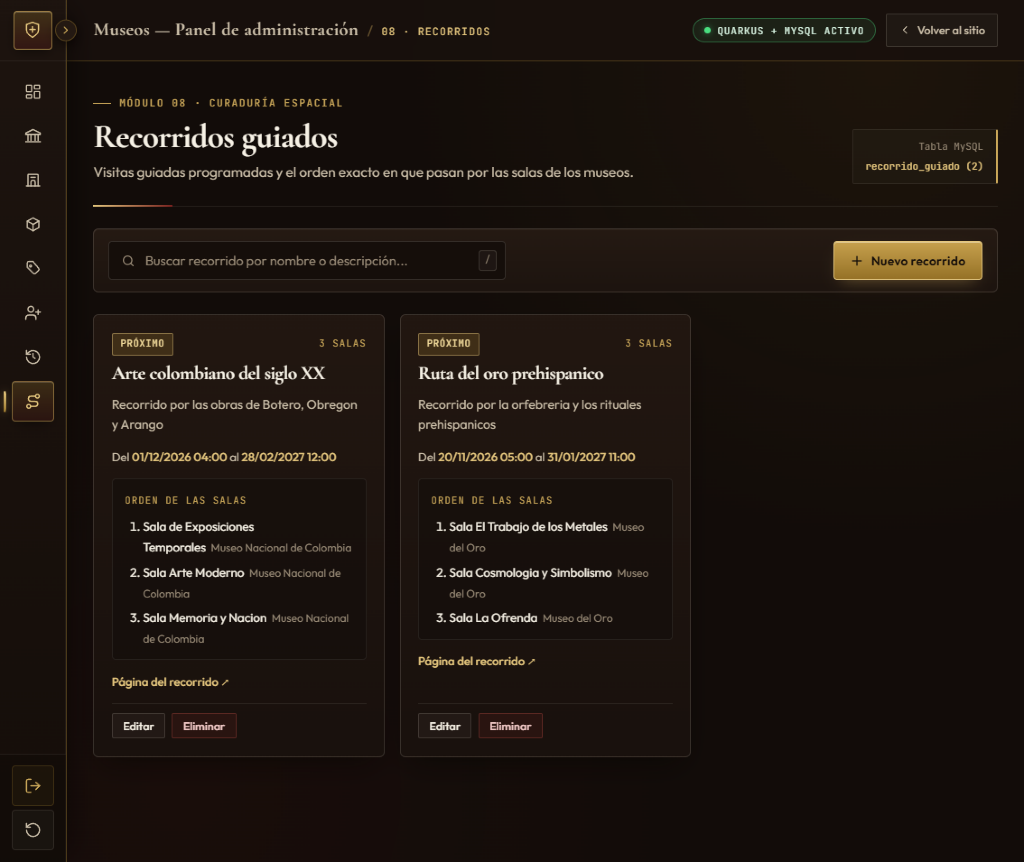 Museos — Panel de administración / 08 · RECORRIDOS
QUARKUS + MYSQL ACTIVO
Volver al sitio
MÓDULO 08 · CURADURÍA ESPACIAL
Recorridos guiados
Visitas guiadas programadas y el orden exacto en que pasan por las salas de los museos.
Tabla MySQL
recorrido_guiado (2)
Buscar recorrido por nombre o descripción...
/
+ Nuevo recorrido
PRÓXIMO
3 SALAS
Arte colombiano del siglo XX
Recorrido por las obras de Botero, Obregon
y Arango
Del 01/12/2026 04:00 al 28/02/2027 12:00
ORDEN DE LAS SALAS
1. Sala de Exposiciones
Temporales Museo Nacional de Colombia
2. Sala Arte Moderno Museo Nacional de
Colombia
3. Sala Memoria y Nacion Museo Nacional
de Colombia
Página del recorrido ↗
Editar
Eliminar
PRÓXIMO
3 SALAS
Ruta del oro prehispanico
Recorrido por la orfebreria y los rituales
prehispanicos
Del 20/11/2026 05:00 al 31/01/2027 11:00
ORDEN DE LAS SALAS
1. Sala El Trabajo de los Metales Museo
del Oro
2. Sala Cosmologia y Simbolismo Museo
del Oro
3. Sala La Ofrenda Museo del Oro
Página del recorrido ↗
Editar
Eliminar